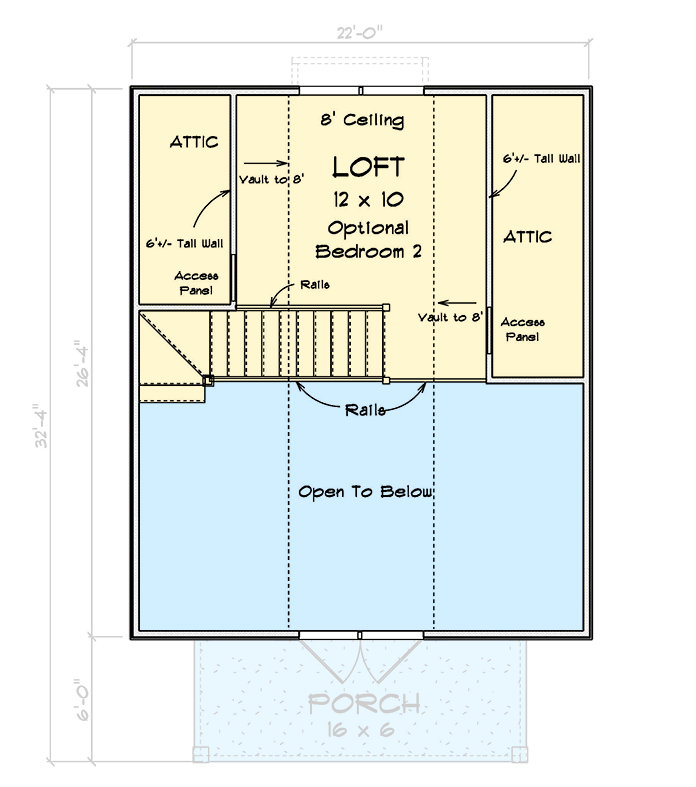 22'-0"
8' Ceiling
ATTIC
LOFT
6'+/- Tall Wall
Vault to 8'
12 x 10
Optional
Bedroom 2
ATTIC
6'+/- Tall Wall
Access
Panel
Rails
Vault to 8'
Access
Panel
26'-4"
32'-4"
Rails
Open To Below
6'-0"
PORCH
16 x 6